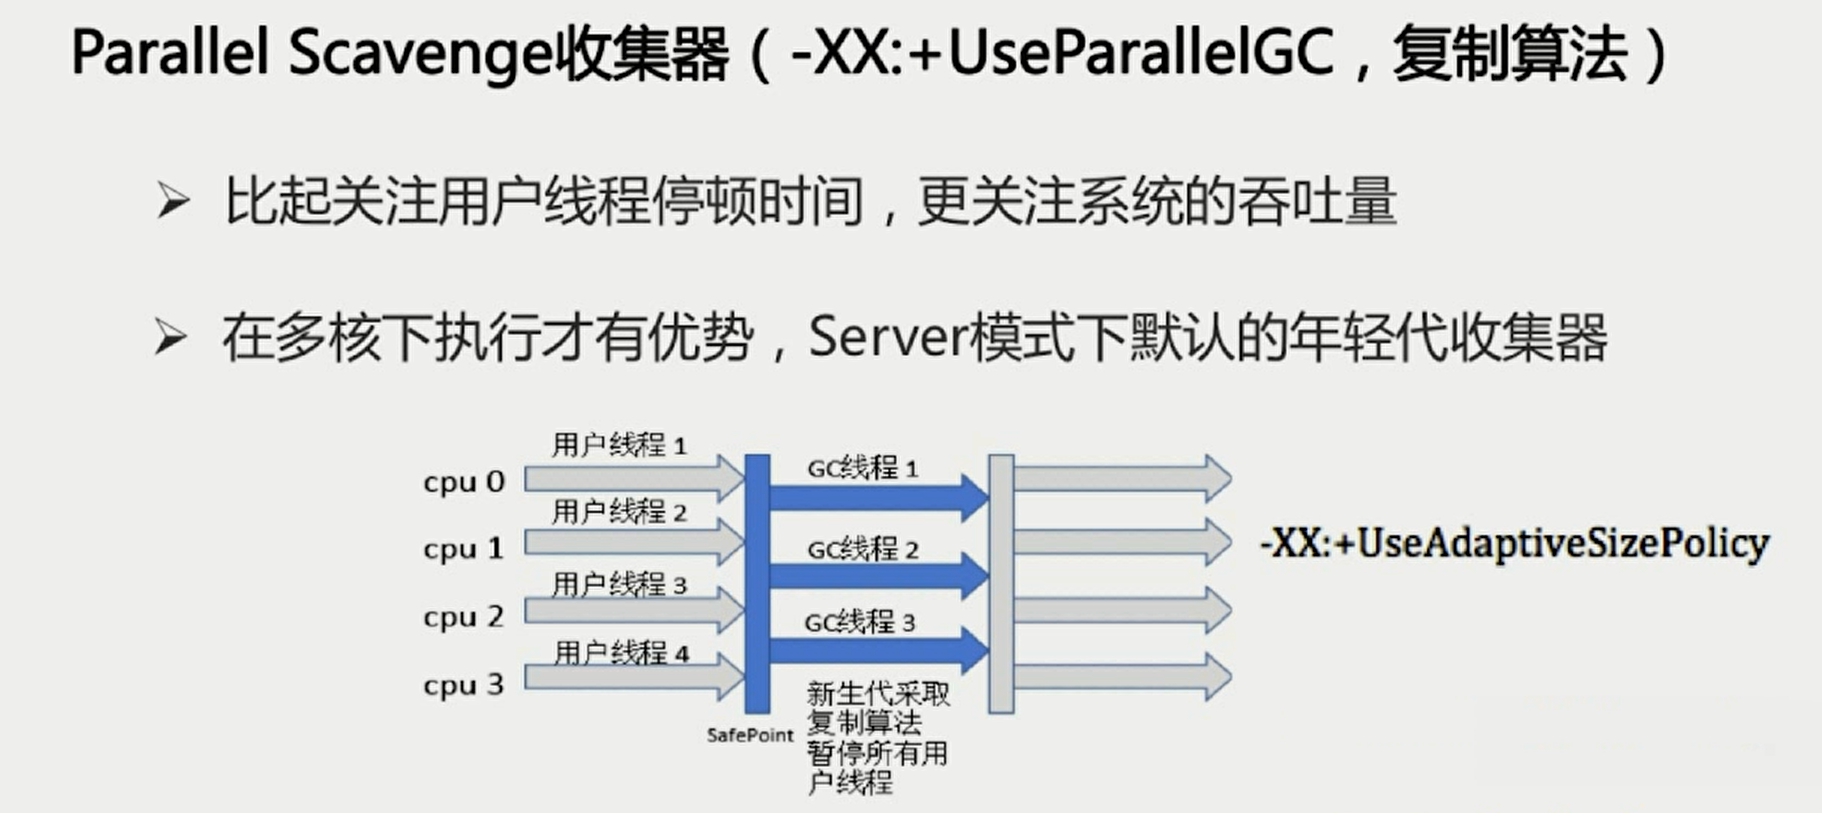 Parallel Scavenge收集器（-XX:+UseParallelGC，复制算法）
比起关注用户线程停顿时间，更关注系统的吞吐量
在多核下执行才有优势，Server模式下默认的年轻代收集器
用户线程 1
cpu 0
GC线程 1
用户线程 2
cpu 1
GC线程 2
-XX:+UseAdaptiveSizePolicy
用户线程 3
cpu 2
GC线程 3
用户线程 4
cpu 3
SafePoint
新生代采取
复制算法
暂停所有用
户线程